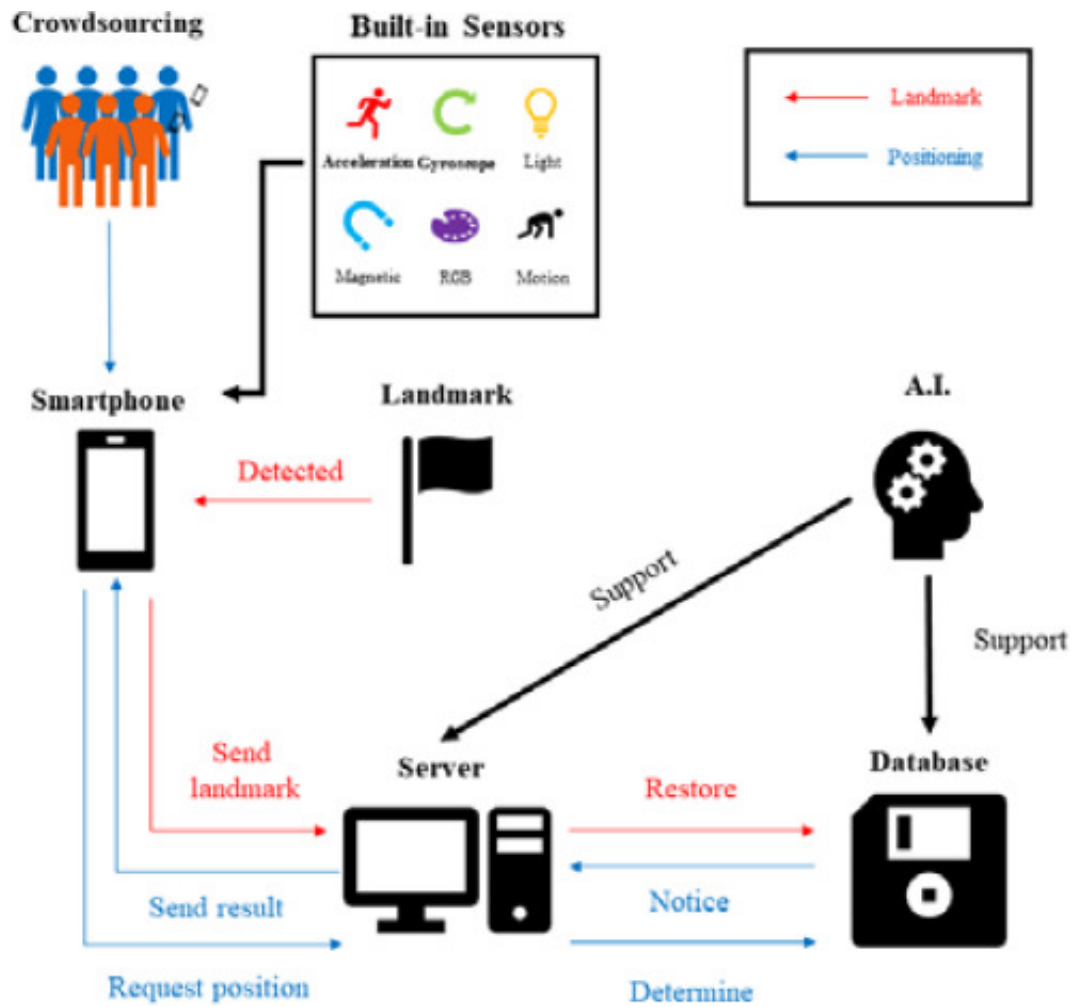 Crowdsourcing
Built-in Sensors
Landmark
Positioning
Acceleration
Gyroscope
Light
Magnetic
RGB
Motion
Smartphone
Landmark
A.I.
Detected
Support
Support
Send
landmark
Server
Restore
Database
Send result
Notice
Request position
Determine